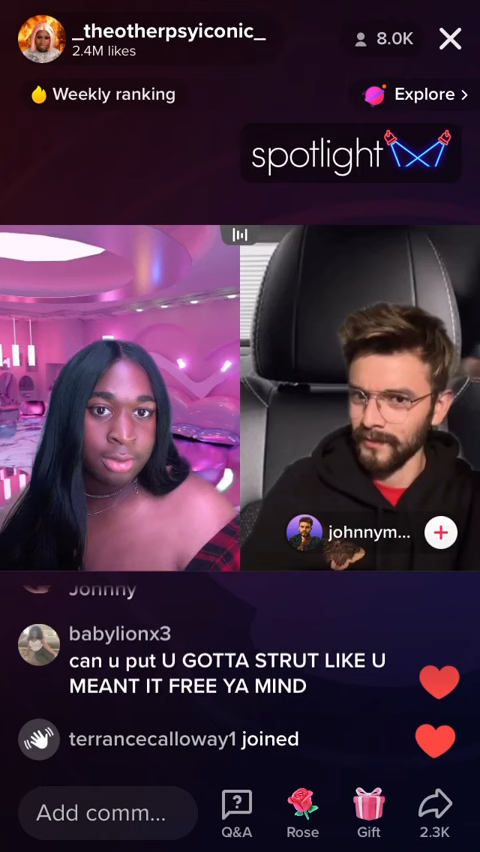 _theotherpsyiconic_
2.4M likes
8.0K
Weekly ranking
Explore >
spotlight
johnnym...
Johnny
babylionx3
can u put U GOTTA STRUT LIKE U
MEANT IT FREE YA MIND
terrancecalloway1 joined
Add comm...
Q&A
Rose
Gift
2.3K